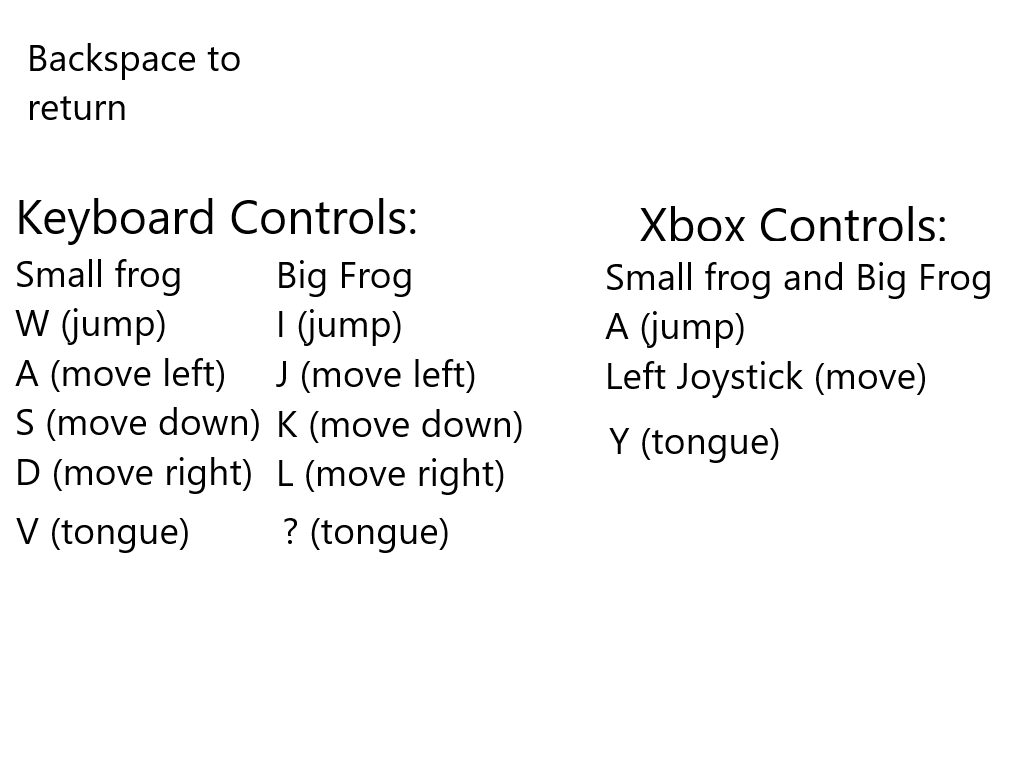 Backspace to
return
Keyboard Controls:
Small frog
W (jump)
A (move left)
S (move down)
D (move right)
V (tongue)
Big Frog
I (jump)
J (move left)
K (move down)
L (move right)
? (tongue)
Xbox Controls:
Small frog and Big Frog
A (jump)
Left Joystick (move)
Y (tongue)